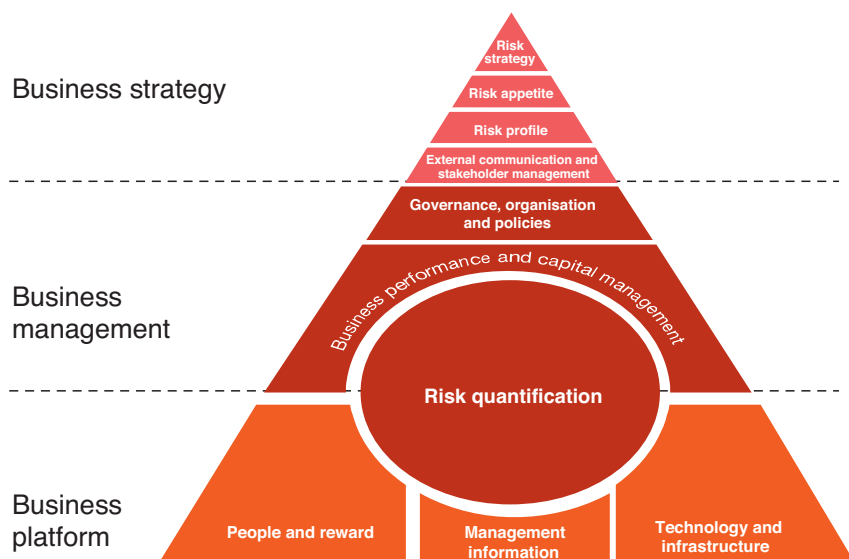 Risk
strategy
Business strategy
Risk appetite
Risk profile
External communication and
stakeholder management
Governance, organisation
and policies
Business performance and capital management
Business
management
Risk quantification
Business
platform
People and reward
Management
information
Technology and
infrastructure